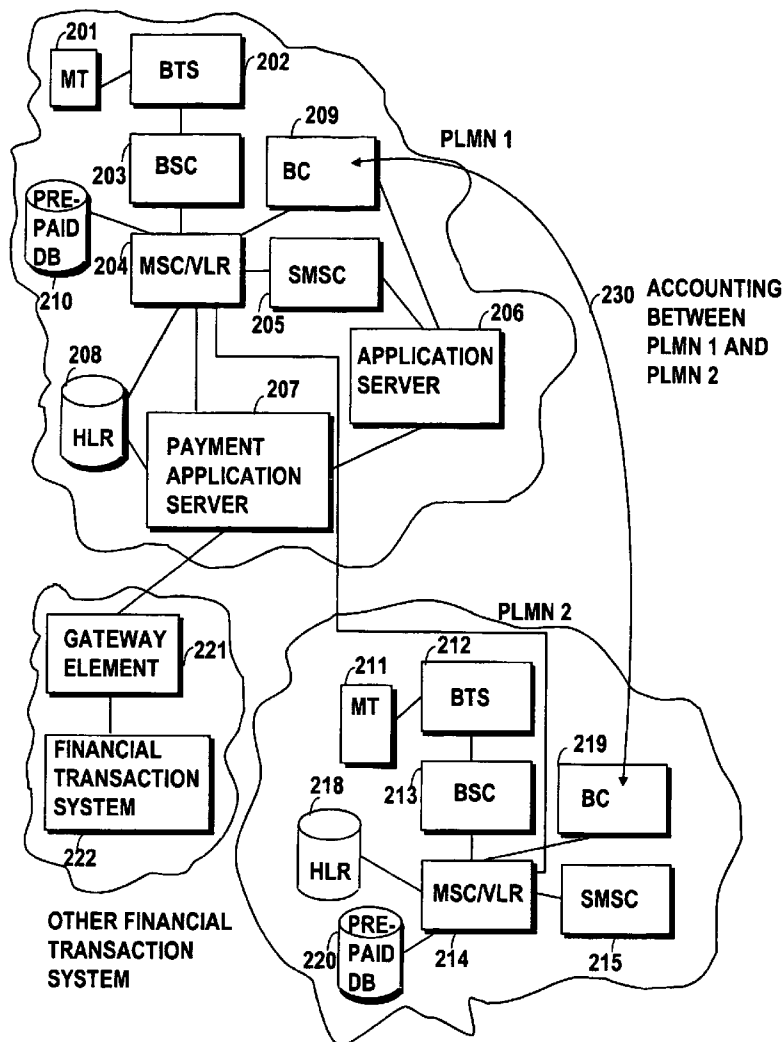 201
MT
BTS
202
209
PLMN 1
203
BSC
BC
PRE-
PAID
DB
210
204
MSC/VLR
SMSC
205
206
230
ACCOUNTING
BETWEEN
PLMN 1 AND
PLMN 2
APPLICATION
SERVER
208
HLR
207
PAYMENT
APPLICATION
SERVER
PLMN 2
GATEWAY
ELEMENT
221
FINANCIAL
TRANSACTION
SYSTEM
222
OTHER FINANCIAL
TRANSACTION
SYSTEM
211
MT
212
BTS
213
BSC
219
BC
218
HLR
MSC/VLR
214
SMSC
215
PRE-
PAID
DB
220